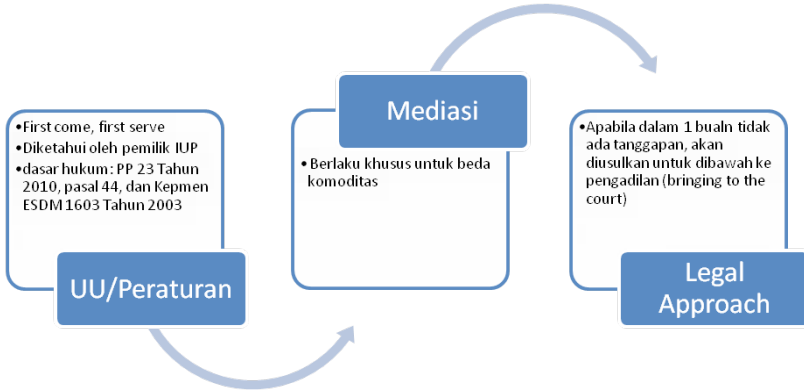 •First come, first serve
•Diketahui oleh pemilik IUP
•dasar hukum: PP 23 Tahun
2010, pasal 44, dan Kepmen
ESDM 1603 Tahun 2003
UU/Peraturan
Mediasi
• Berlaku khusus untuk beda
komoditas
•Apabila dalam 1 bualn tidak
ada tanggapan, akan
diusulkan untuk dibawah ke
pengadilan (bringing to the
court)
Legal
Approach